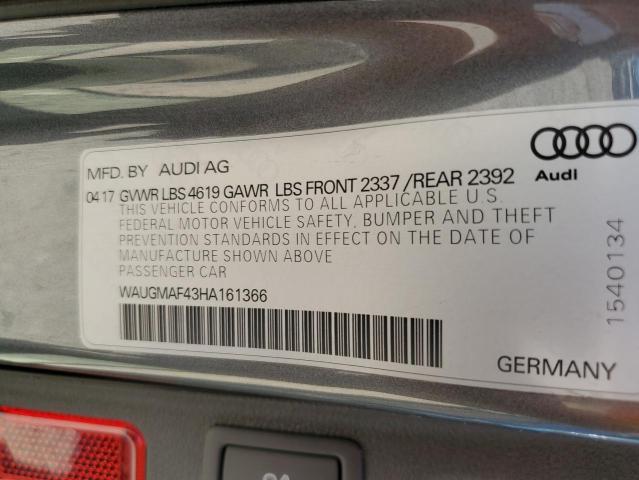 MFD. BY AUDI AG
04 17 GVWR LBS 4619 GAWR LBS FRONT 2337 /REAR 2392
THIS VEHICLE CONFORMS TO ALL APPLICABLE U.S.
FEDERAL MOTOR VEHICLE SAFETY, BUMPER AND THEFT
PREVENTION STANDARDS IN EFFECT ON THE DATE OF
MANUFACTURE SHOWN ABOVE
PASSENGER CAR
WAUGMAF43HA161366
Audi
1540134
GERMANY